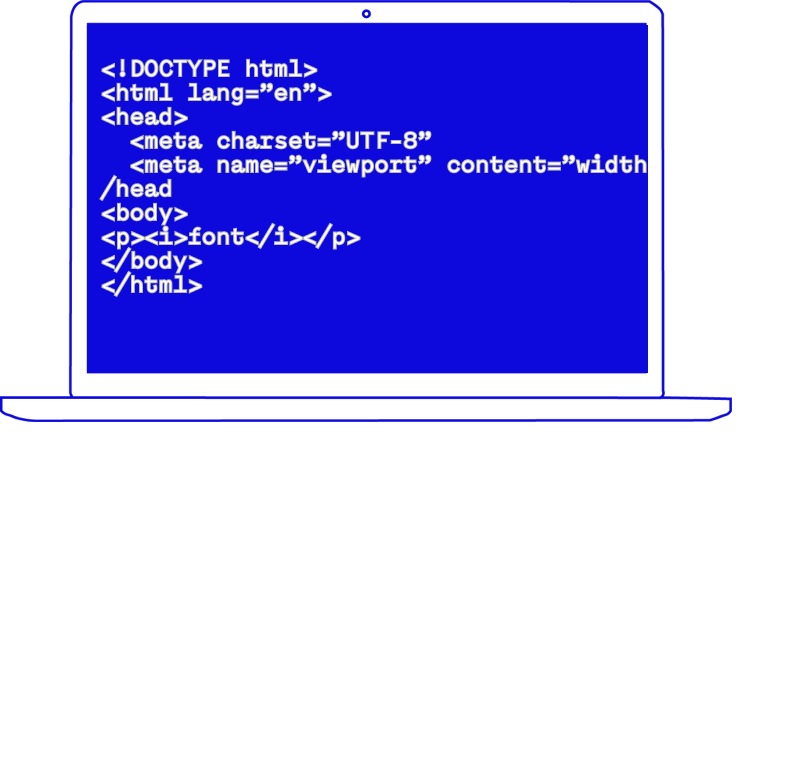 <!DOCTYPE html>
<html lang=”en”>
<head>
  <meta charset=”UTF-8”
  <meta name=”viewport” content=”width
/head
<body>
<p><i>font</i></p>
</body>
</html>